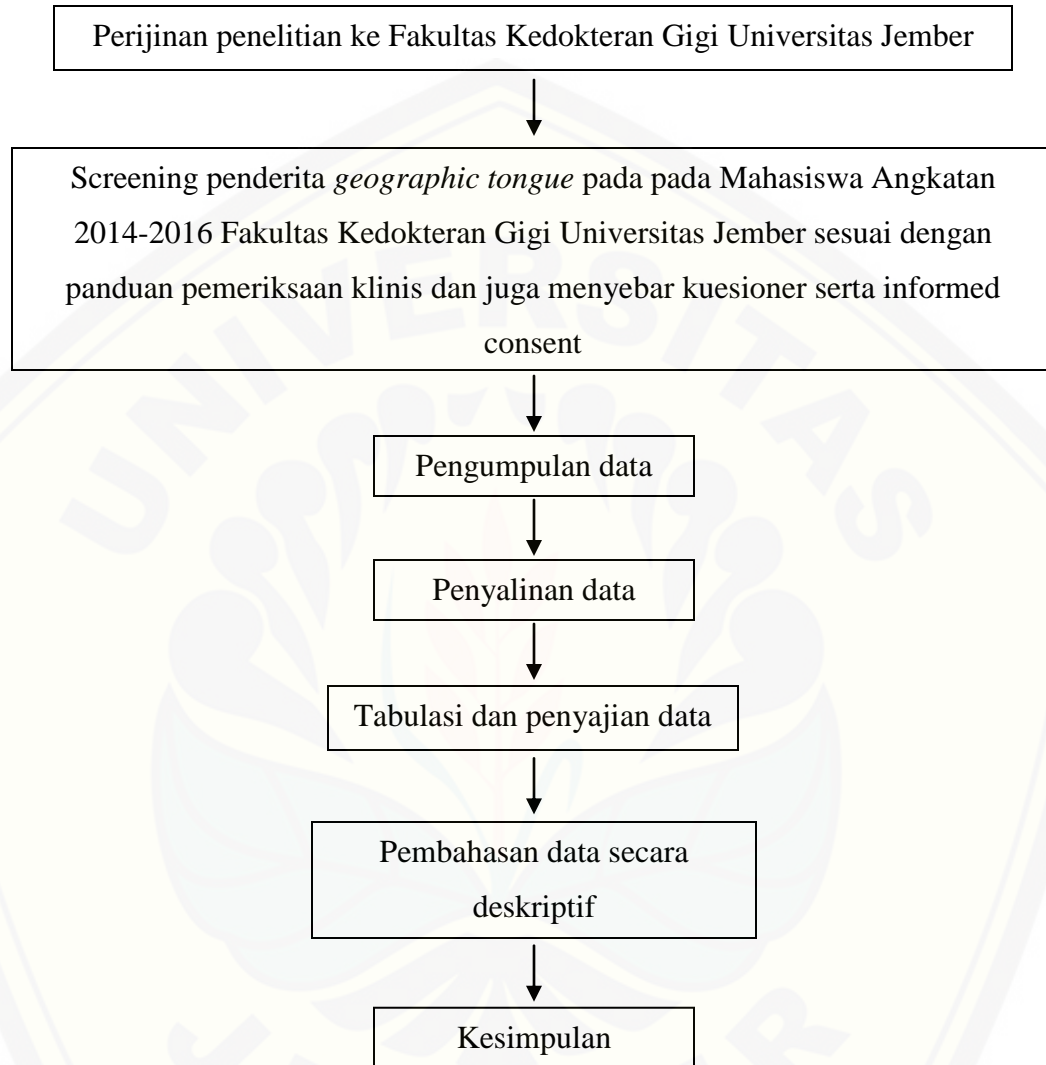 Perijinan penelitian ke Fakultas Kedokteran Gigi Universitas Jember
Screening penderita geographic tongue pada pada Mahasiswa Angkatan
2014-2016 Fakultas Kedokteran Gigi Universitas Jember sesuai dengan
panduan pemeriksaan klinis dan juga menyebar kuesioner serta informed
consent
Pengumpulan data
Penyalinan data
Tabulasi dan penyajian data
Pembahasan data secara
deskriptif
Kesimpulan
UNIVERSITAS